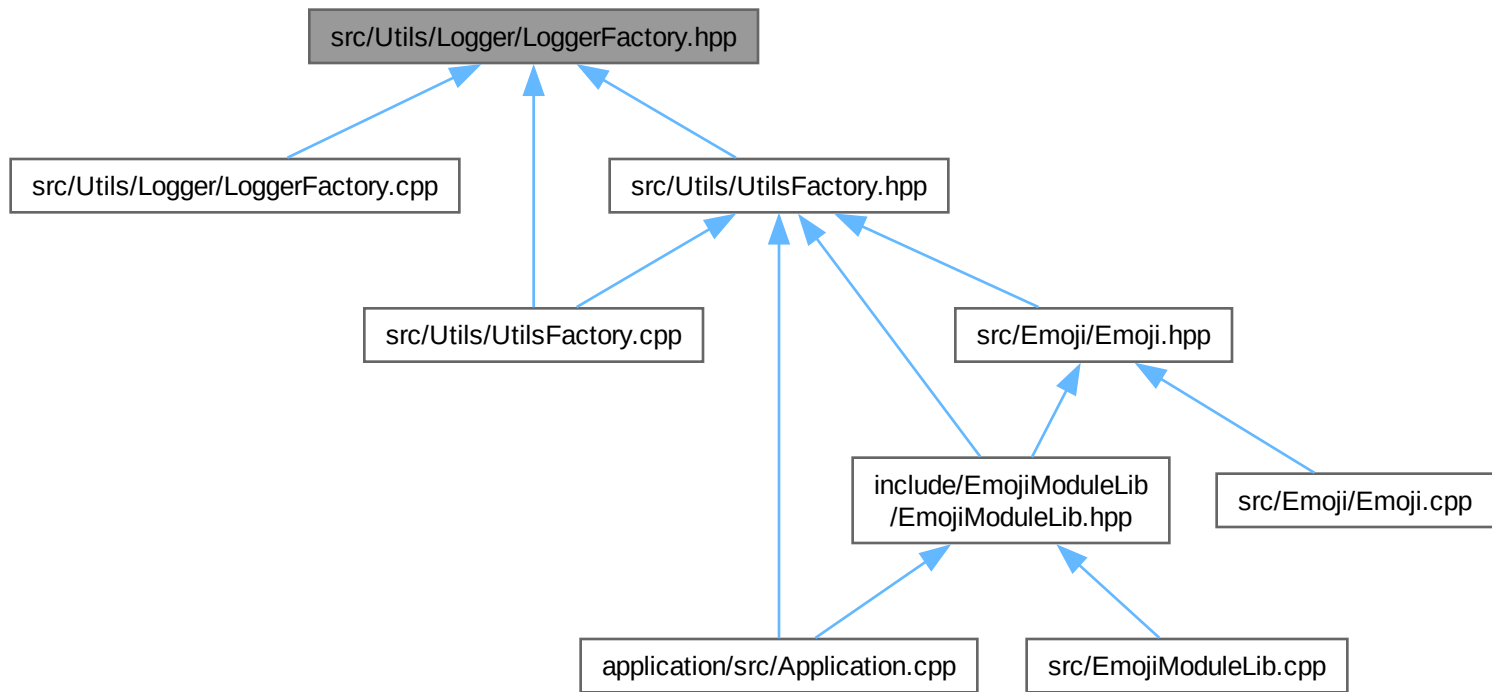 src/Utils/Logger/LoggerFactory.hpp
src/Utils/Logger/LoggerFactory.cpp
src/Utils/UtilsFactory.hpp
src/Utils/UtilsFactory.cpp
src/Emoji/Emoji.hpp
include/EmojiModuleLib
/EmojiModuleLib.hpp
src/Emoji/Emoji.cpp
application/src/Application.cpp
src/EmojiModuleLib.cpp